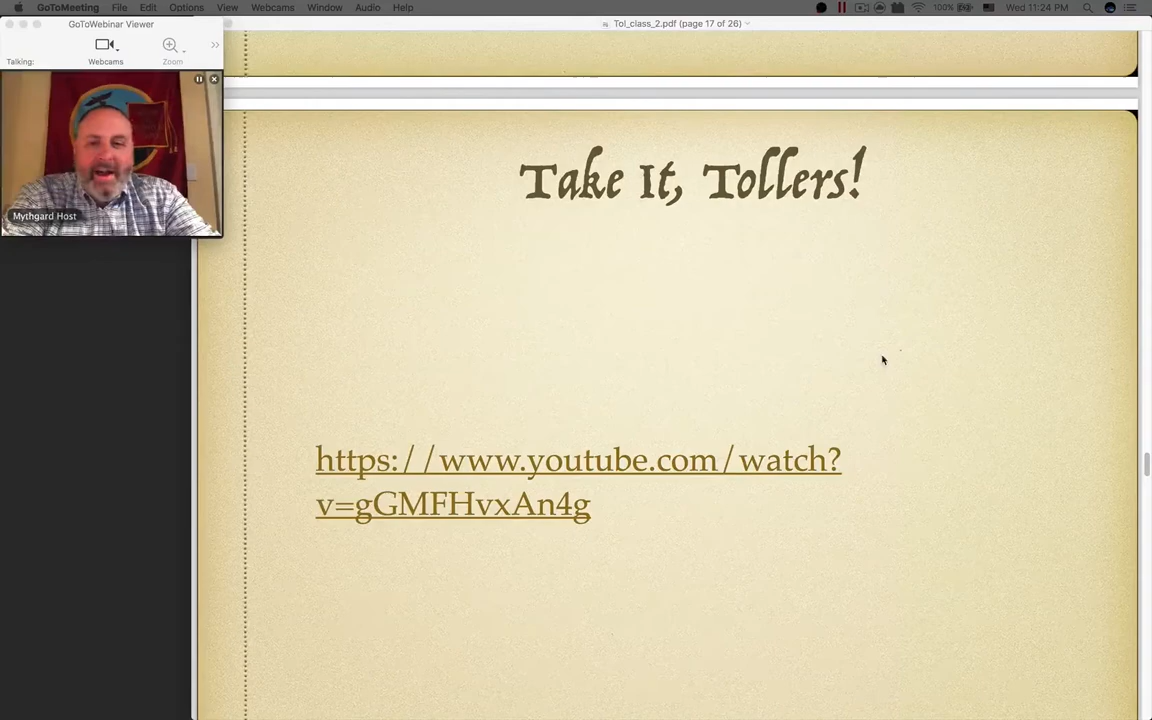 GoToMeeting File Edit Options View Webcams Window Audio Help 100% Wed 11:24 PM
GoToWebinar Viewer
Tol_class_2.pdf (page 17 of 26)
Talking: Webcams Zoom
Mythgard Host
Take It, Tollers!
https://www.youtube.com/watch?
v=gGMFHvxAn4g